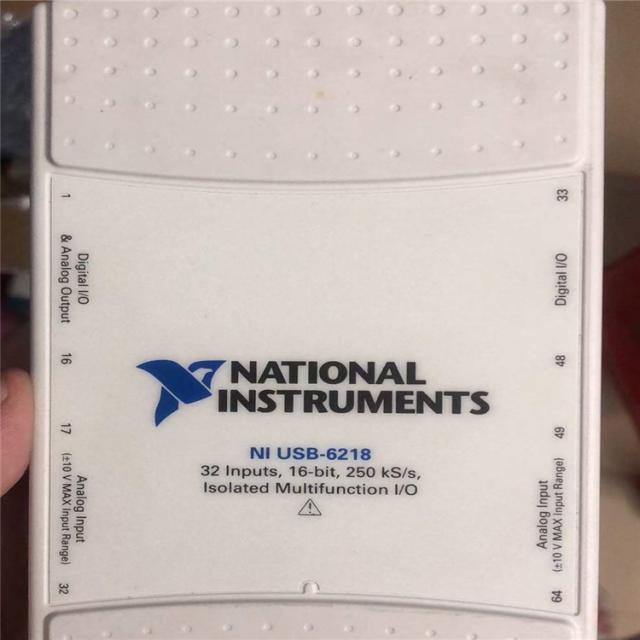 1
Digital I/O
& Analog Output
16
17
Analog Input
(±10 V MAX Input Range)
32
NATIONAL
INSTRUMENTS
NI USB-6218
32 Inputs, 16-bit, 250 kS/s,
Isolated Multifunction I/O
33
Digital I/O
48
49
Analog Input
(±10 V MAX Input Range)
64